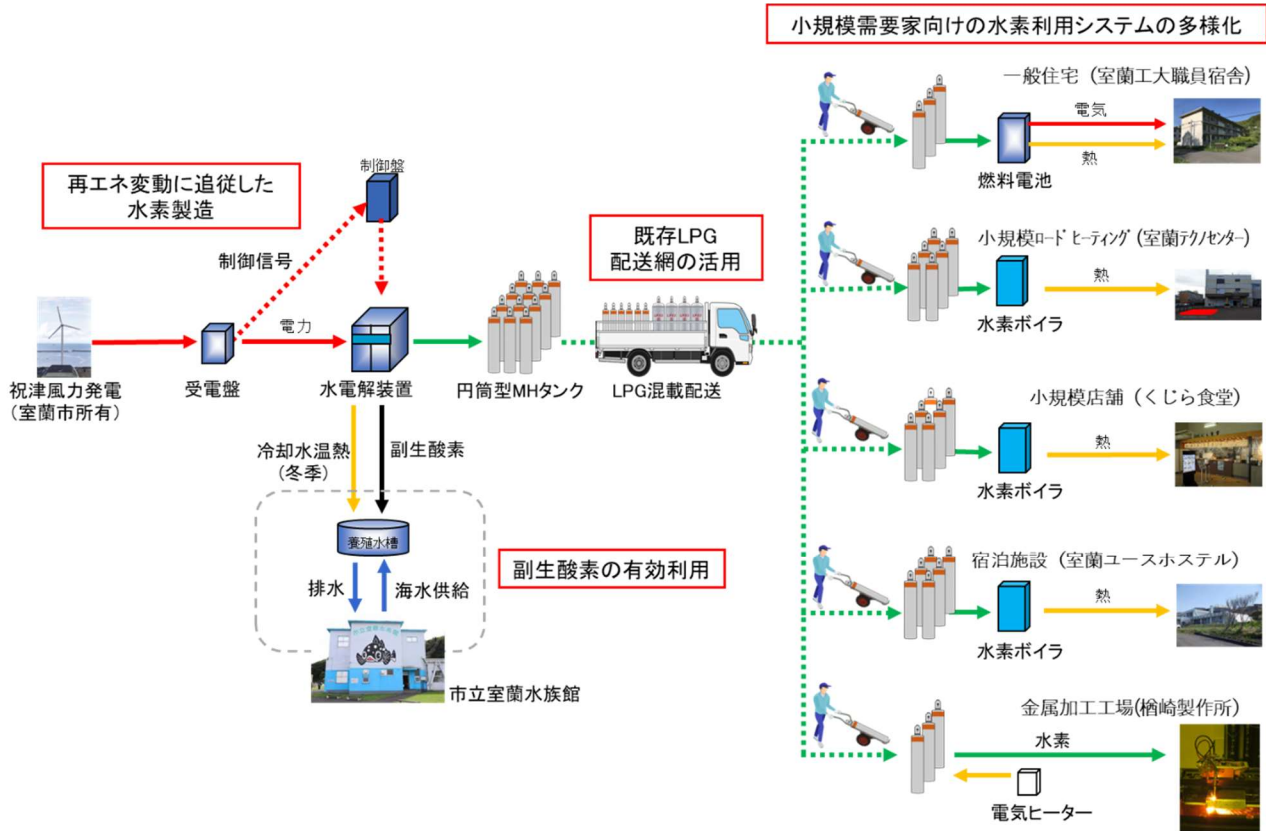 小規模需要家向けの水素利用システムの多様化
一般住宅（室蘭工大職員宿舎）
電気
熱
燃料電池
再エネ変動に追従した
水素製造
制御盤
制御信号
既存LPG
配送網の活用
小規模ロードヒーティング(室蘭テクノセンター)
熱
水素ボイラ
電力
祝津風力発電
（室蘭市所有）
受電盤
水電解装置
円筒型MHタンク
LPG混載配送
小規模店舗（くじら食堂）
熱
水素ボイラ
冷却水温熱
(冬季)
副生酸素
養殖水槽
副生酸素の有効利用
排水
海水供給
宿泊施設（室蘭ユースホステル）
熱
水素ボイラ
市立室蘭水族館
金属加工工場(楢崎製作所)
水素
電気ヒーター